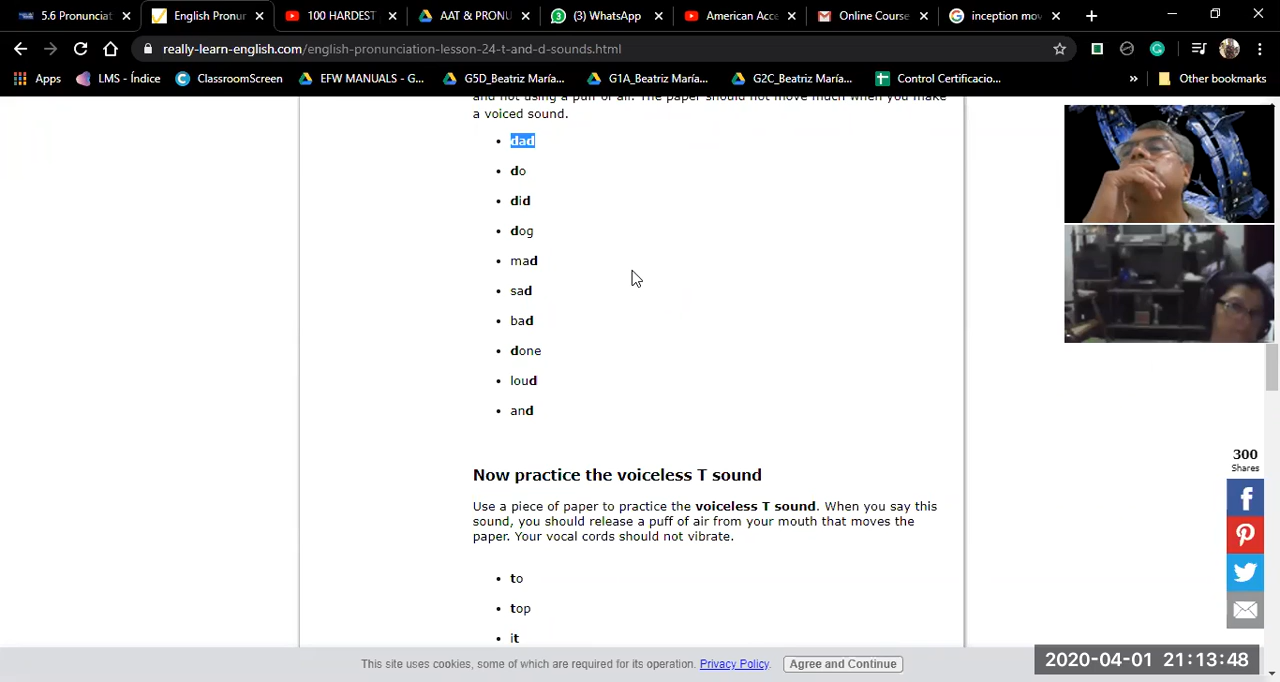 5.6 Pronunciat
English Pronur
100 HARDEST
AAT & PRONU
(3) WhatsApp
American Acce
Online Course
inception mov
really-learn-english.com/english-pronunciation-lesson-24-t-and-d-sounds.html
Apps
LMS - Índice
ClassroomScreen
EFW MANUALS - G...
G5D_Beatriz María...
G1A_Beatriz María...
G2C_Beatriz María...
Control Certificacio...
»
Other bookmarks
and not using a puff of air. The paper should not move much when you make
a voiced sound.
• dad
• do
• did
• dog
• mad
• sad
• bad
• done
• loud
• and
Now practice the voiceless T sound
Use a piece of paper to practice the voiceless T sound. When you say this
sound, you should release a puff of air from your mouth that moves the
paper. Your vocal cords should not vibrate.
• to
• top
• it
300
Shares
This site uses cookies, some of which are required for its operation. Privacy Policy. Agree and Continue
2020-04-01 21:13:48